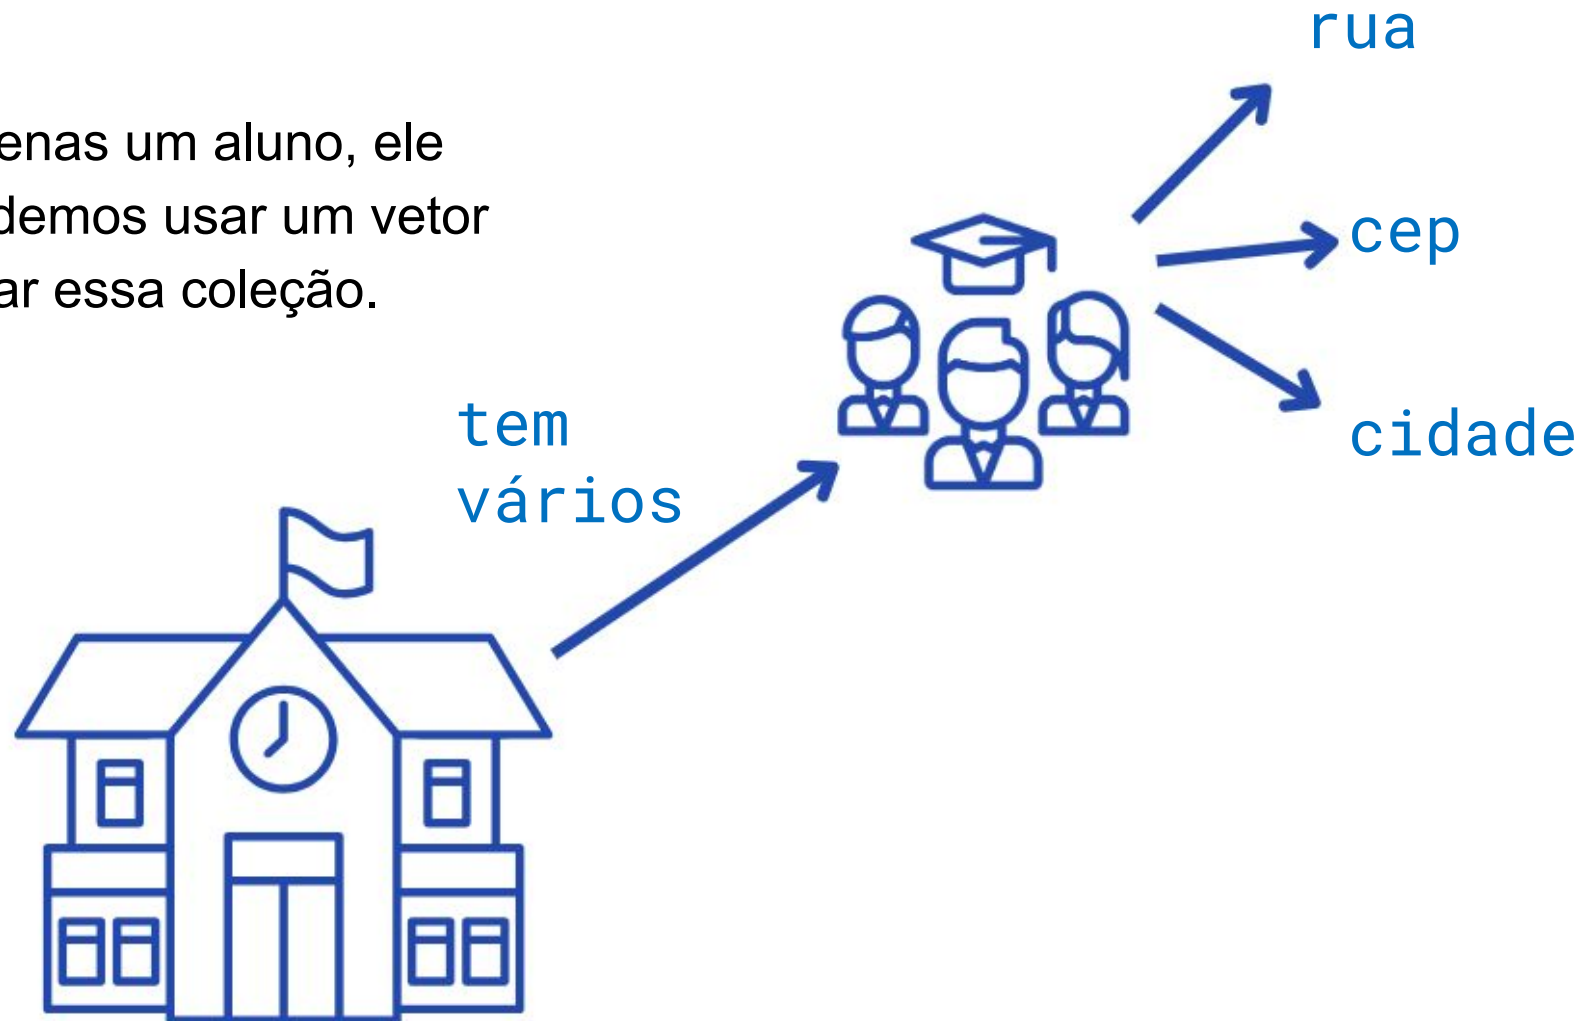 rua
enas um aluno, ele
demos usar um vetor
ar essa coleção.
cep
cidade
tem
vários